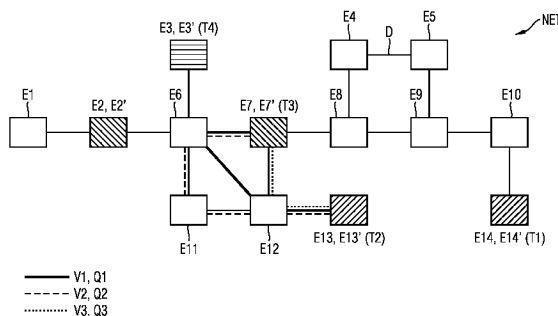 NET
E3, E3' (T4)
E4
D
E5
E1
E2, E2'
E6
E7, E7' (T3)
E8
E9
E10
E11
E12
E13, E13' (T2)
E14, E14' (T1)
V1, Q1
V2, Q2
V3, Q3